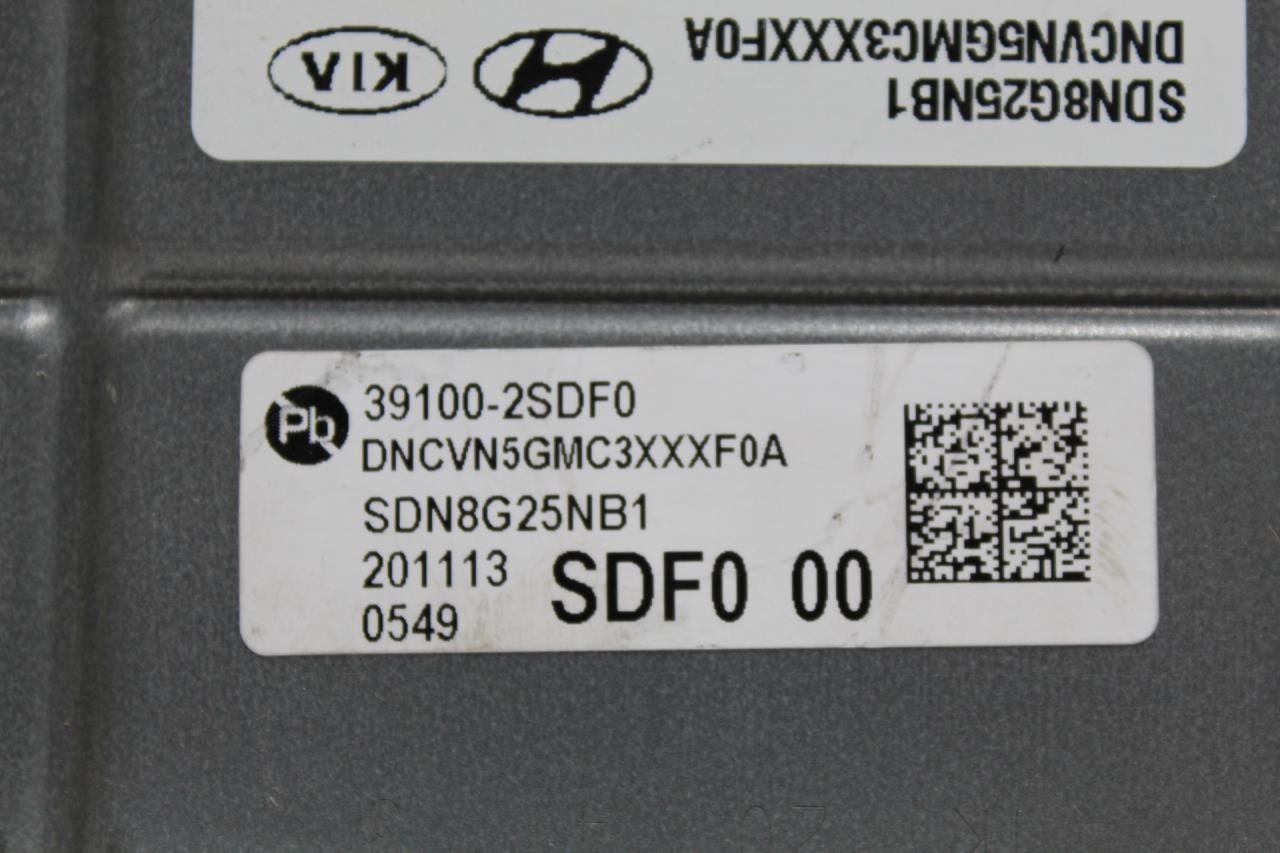 DNCVN5GMC3XXXF0A
SDN8G25NB1
KIA
Pb
39100-2SDF0
DNCVN5GMC3XXXF0A
SDN8G25NB1
201113
0549
SDF0 00